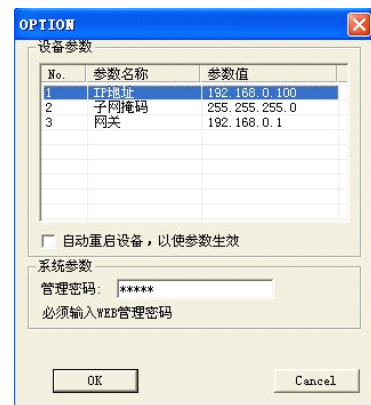 OPTION
设备参数
No. 参数名称 参数值
1 IP地址 192.168.0.100
2 子网掩码 255.255.255.0
3 网关 192.168.0.1
自动重启设备，以使参数生效
系统参数
管理密码: *****
必须输入WEB管理密码
OK Cancel